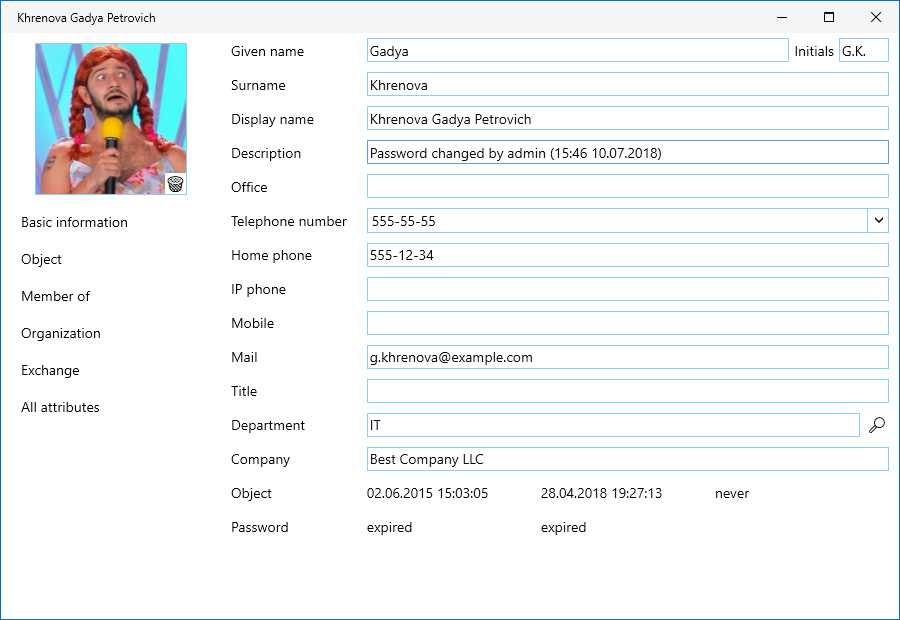 Khrenova Gadya Petrovich
Basic information
Object
Member of
Organization
Exchange
All attributes
Given name Gadya Initials G.K.
Surname Khrenova
Display name Khrenova Gadya Petrovich
Description Password changed by admin (15:46 10.07.2018)
Office
Telephone number 555-55-55
Home phone 555-12-34
IP phone
Mobile
Mail g.khrenova@example.com
Title
Department IT
Company Best Company LLC
Object 02.06.2015 15:03:05 28.04.2018 19:27:13 never
Password expired expired